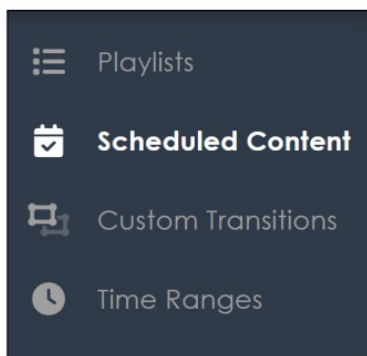 Playlists
Scheduled Content
Custom Transitions
Time Ranges